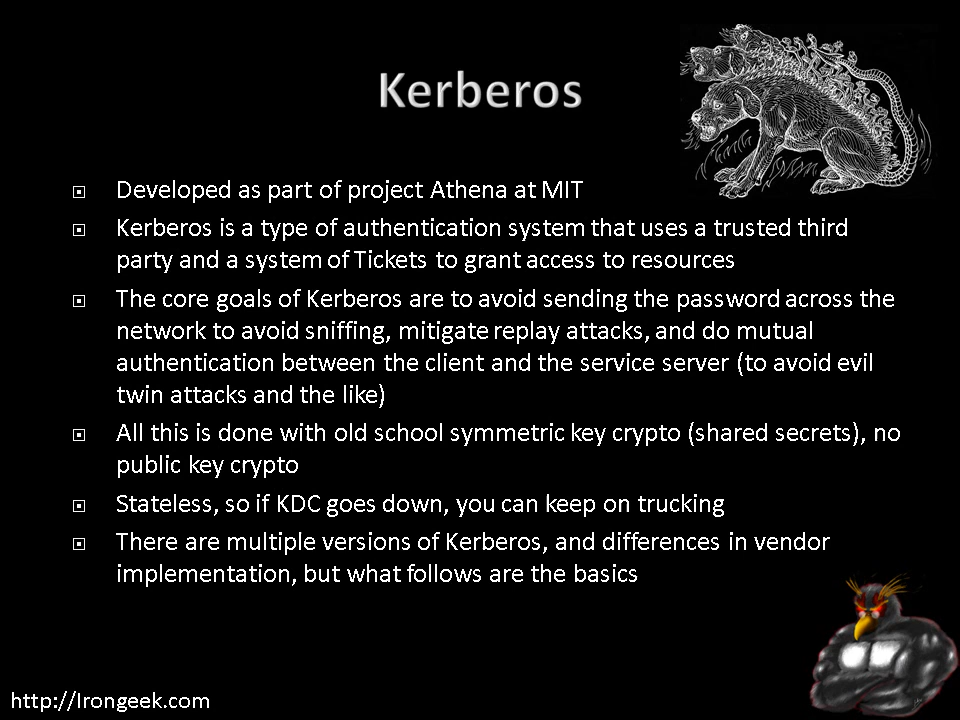 Kerberos
Developed as part of project Athena at MIT
Kerberos is a type of authentication system that uses a trusted third
party and a system of Tickets to grant access to resources
The core goals of Kerberos are to avoid sending the password across the
network to avoid sniffing, mitigate replay attacks, and do mutual
authentication between the client and the service server (to avoid evil
twin attacks and the like)
All this is done with old school symmetric key crypto (shared secrets), no
public key crypto
Stateless, so if KDC goes down, you can keep on trucking
There are multiple versions of Kerberos, and differences in vendor
implementation, but what follows are the basics
http://Irongeek.com